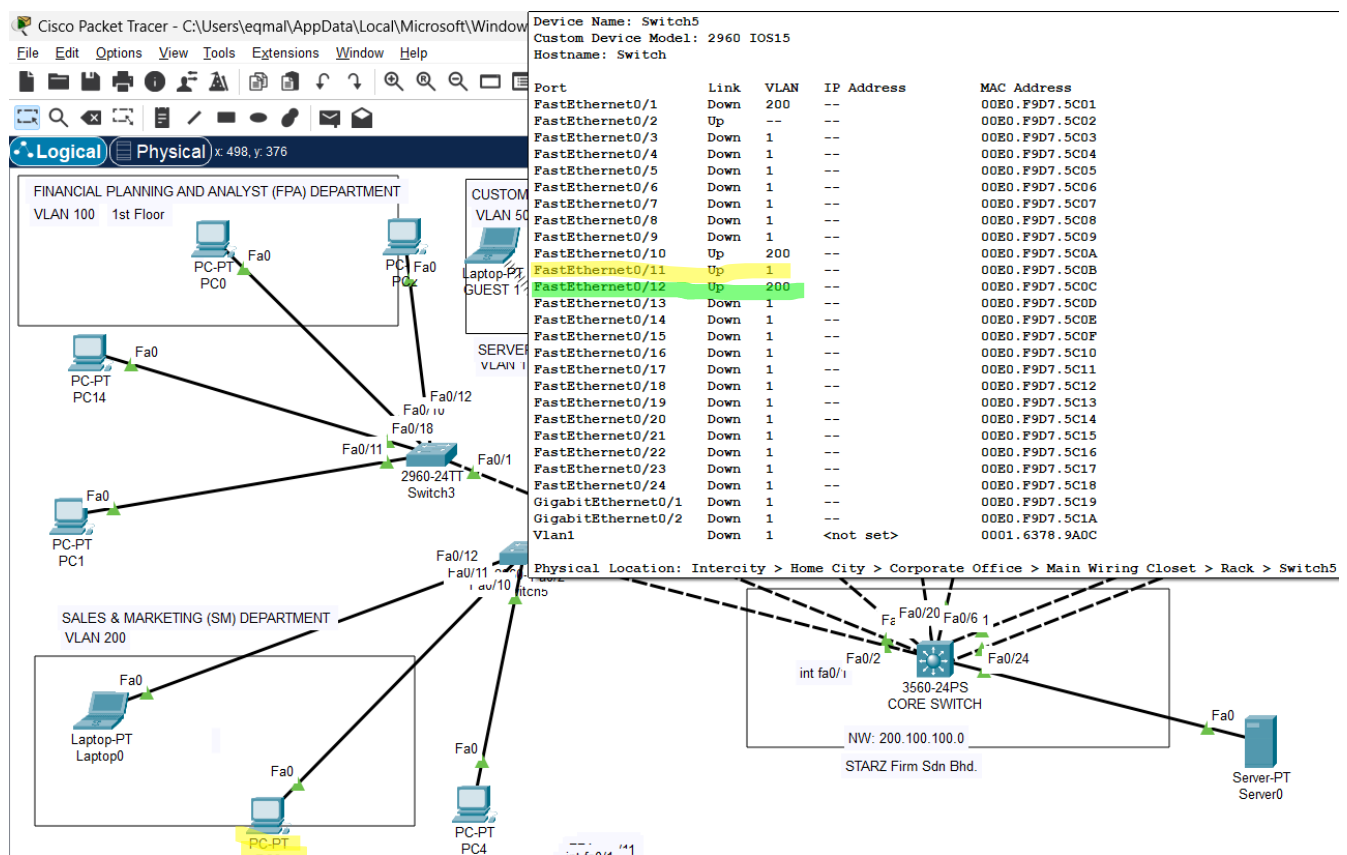 Cisco Packet Tracer - C:\Users\eqmal\AppData\Local\Microsoft\Window
File Edit Options View Tools Extensions Window Help
Logical Physical x: 498, y: 376
Device Name: Switch5
Custom Device Model: 2960 IOS15
Hostname: Switch
Port Link VLAN IP Address MAC Address
FastEthernet0/1 Down 200 -- 00E0.F9D7.5C01
FastEthernet0/2 Up -- -- 00E0.F9D7.5C02
FastEthernet0/3 Down 1 -- 00E0.F9D7.5C03
FastEthernet0/4 Down 1 -- 00E0.F9D7.5C04
FastEthernet0/5 Down 1 -- 00E0.F9D7.5C05
FastEthernet0/6 Down 1 -- 00E0.F9D7.5C06
FastEthernet0/7 Down 1 -- 00E0.F9D7.5C07
FastEthernet0/8 Down 1 -- 00E0.F9D7.5C08
FastEthernet0/9 Down 1 -- 00E0.F9D7.5C09
FastEthernet0/10 Up 200 -- 00E0.F9D7.5C0A
FastEthernet0/11 Up 1 -- 00E0.F9D7.5C0B
FastEthernet0/12 Up 200 -- 00E0.F9D7.5C0C
FastEthernet0/13 Down 1 -- 00E0.F9D7.5C0D
FastEthernet0/14 Down 1 -- 00E0.F9D7.5C0E
FastEthernet0/15 Down 1 -- 00E0.F9D7.5C0F
FastEthernet0/16 Down 1 -- 00E0.F9D7.5C10
FastEthernet0/17 Down 1 -- 00E0.F9D7.5C11
FastEthernet0/18 Down 1 -- 00E0.F9D7.5C12
FastEthernet0/19 Down 1 -- 00E0.F9D7.5C13
FastEthernet0/20 Down 1 -- 00E0.F9D7.5C14
FastEthernet0/21 Down 1 -- 00E0.F9D7.5C15
FastEthernet0/22 Down 1 -- 00E0.F9D7.5C16
FastEthernet0/23 Down 1 -- 00E0.F9D7.5C17
FastEthernet0/24 Down 1 -- 00E0.F9D7.5C18
GigabitEthernet0/1 Down 1 -- 00E0.F9D7.5C19
GigabitEthernet0/2 Down 1 -- 00E0.F9D7.5C1A
Vlan1 Down 1 <not set> 0001.6378.9A0C
Physical Location: Intercity > Home City > Corporate Office > Main Wiring Closet > Rack > Switch5
FINANCIAL PLANNING AND ANALYST (FPA) DEPARTMENT
VLAN 100 1st Floor
PC-PT
PC0
Fa0
Fa0
CUSTOM
VLAN 50
Laptop-PT
GUEST 1
SERVER
VLAN 1
Fa0
PC-PT
PC14
Fa0/12
Fa0/10
Fa0/18
Fa0/11
Fa0/1
2960-24TT
Switch3
Fa0
PC-PT
PC1
Fa0/12
Fa0/11
Fa0/10
SALES & MARKETING (SM) DEPARTMENT
VLAN 200
Fa0
Laptop-PT
Laptop0
Fa0
PC-PT
Fa0
PC-PT
PC4
Fa0/20
Fa0/6
1
Fa0/2
Fa0/24
int fa0/1
3560-24PS
CORE SWITCH
NW: 200.100.100.0
STARZ Firm Sdn Bhd.
Fa0
Server-PT
Server0